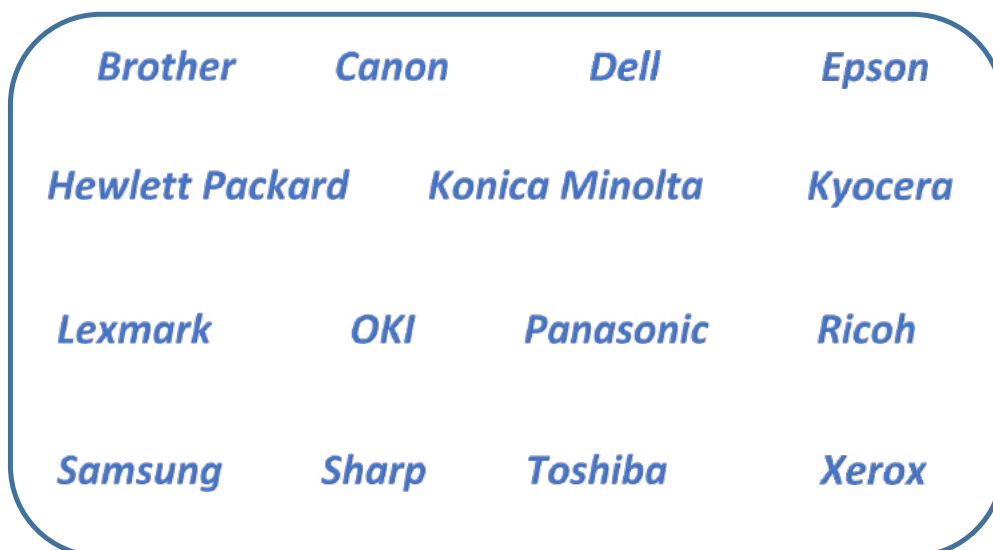 Brother Canon Dell Epson
Hewlett Packard Konica Minolta Kyocera
Lexmark OKI Panasonic Ricoh
Samsung Sharp Toshiba Xerox